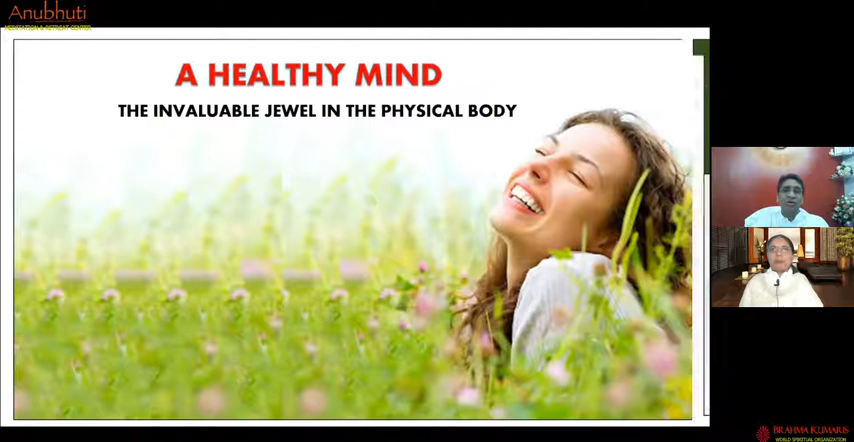 Anubhuti
MEDITATION & RETREAT CENTER
A HEALTHY MIND
THE INVALUABLE JEWEL IN THE PHYSICAL BODY
BRAHMA KUMARIS
WORLD SPIRITUAL ORGANIZATION